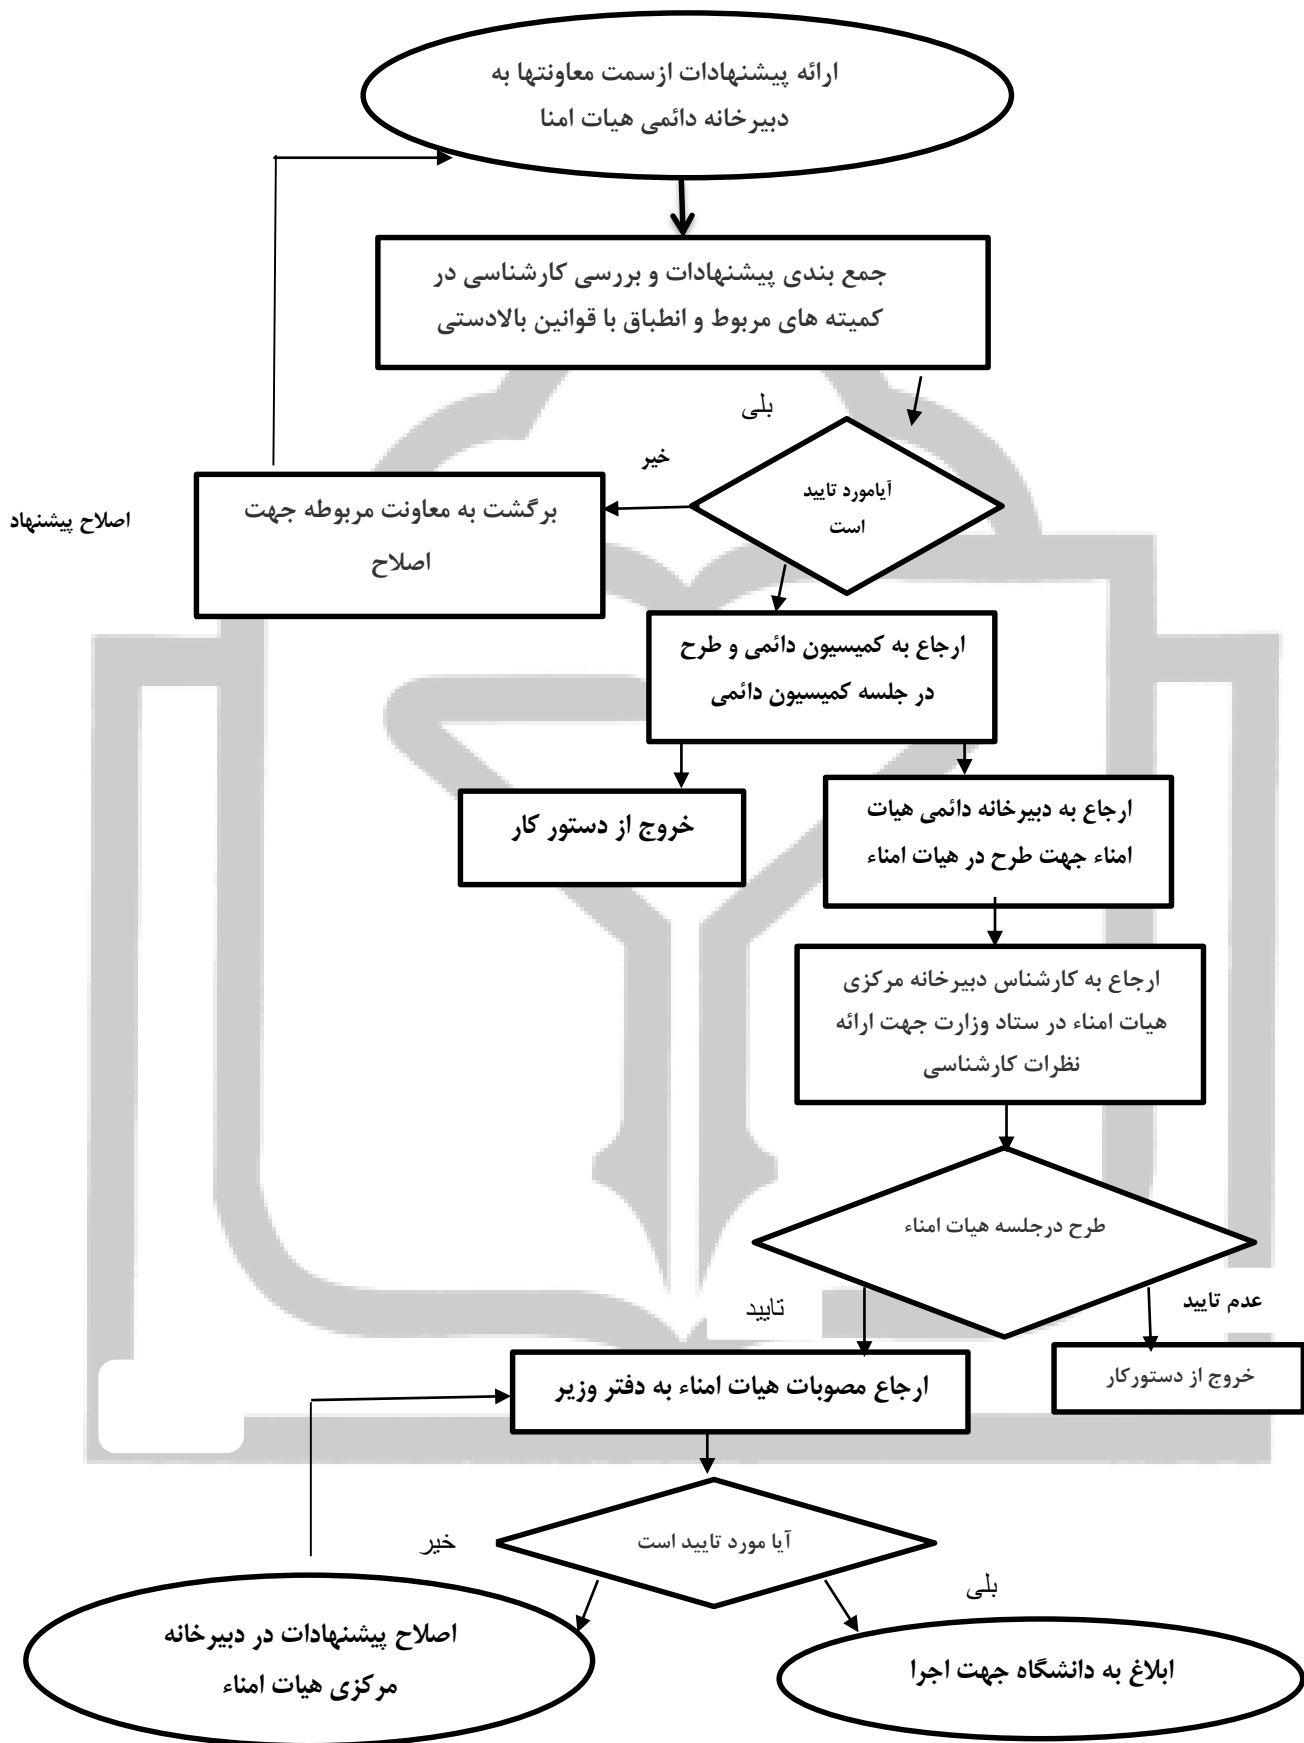 ارائه پیشنهادات ازسمت معاونتها به
دبیرخانه دائمی هیات امنا
جمع بندی پیشنهادات و بررسی کارشناسی در
کمیته های مربوط و انطباق با قوانین بالادستی
بلی
خیر
آیامورد تایید
است
برگشت به معاونت مربوطه جهت
اصلاح
اصلاح پیشنهاد
ارجاع به کمیسیون دائمی و طرح
در جلسه کمیسیون دائمی
خروج از دستور کار
ارجاع به دبیرخانه دائمی هیات
امناء جهت طرح در هیات امناء
ارجاع به کارشناس دبیرخانه مرکزی
هیات امناء در ستاد وزارت جهت ارائه
نظرات کارشناسی
طرح درجلسه هیات امناء
عدم تایید
تایید
خروج از دستورکار
ارجاع مصوبات هیات امناء به دفتر وزیر
آیا مورد تایید است
خیر
بلی
اصلاح پیشنهادات در دبیرخانه
مرکزی هیات امناء
ابلاغ به دانشگاه جهت اجرا